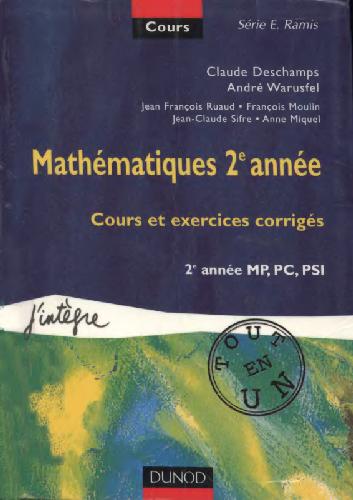 Cours
Série E. Ramis
Claude Deschamps
André Warusfel
Jean François Ruaud • François Moulin
Jean-Claude Sifre • Anne Miquel
Mathématiques 2e année
Cours et exercices corrigés
2e année MP, PC, PSI
j'intègre
TOUT
EN
UN
DUNOD